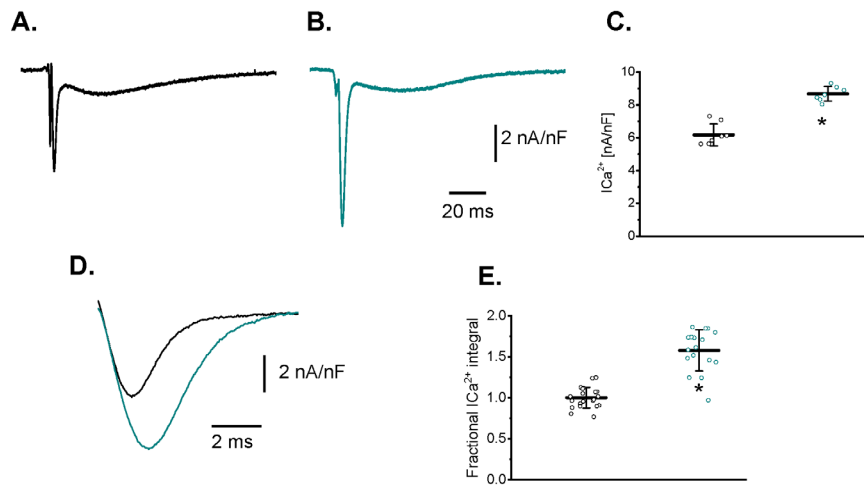 A.
B.
C.
2 nA/nF
20 ms
ICa²⁺ [nA/nF]
10
8
6
4
2
0
*
D.
2 nA/nF
2 ms
E.
Fractional ICa²⁺ integral
2.0
1.5
1.0
0.5
0.0
*